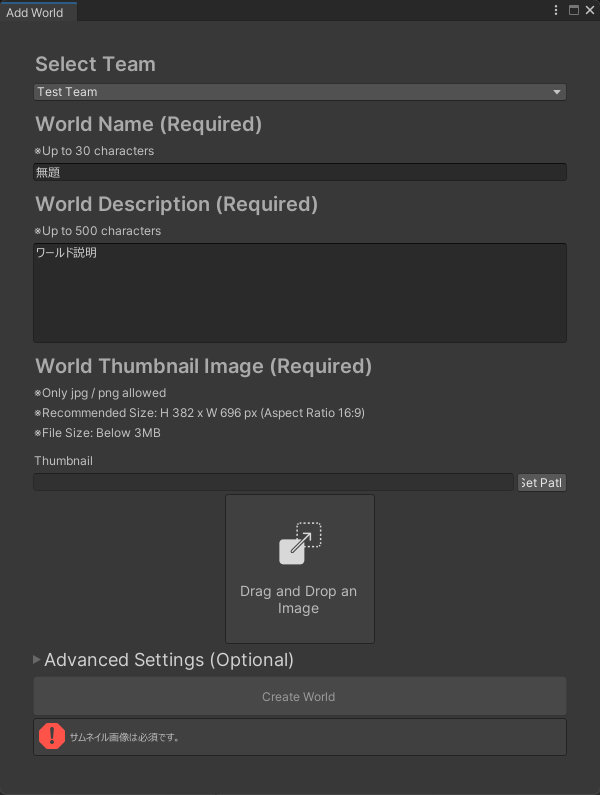 Add World
Select Team
Test Team
World Name (Required)
※Up to 30 characters
無題
World Description (Required)
※Up to 500 characters
ワールド説明
World Thumbnail Image (Required)
※Only jpg / png allowed
※Recommended Size: H 382 x W 696 px (Aspect Ratio 16:9)
※File Size: Below 3MB
Thumbnail
Set Path
Drag and Drop an
Image
Advanced Settings (Optional)
Create World
サムネイル画像は必須です。